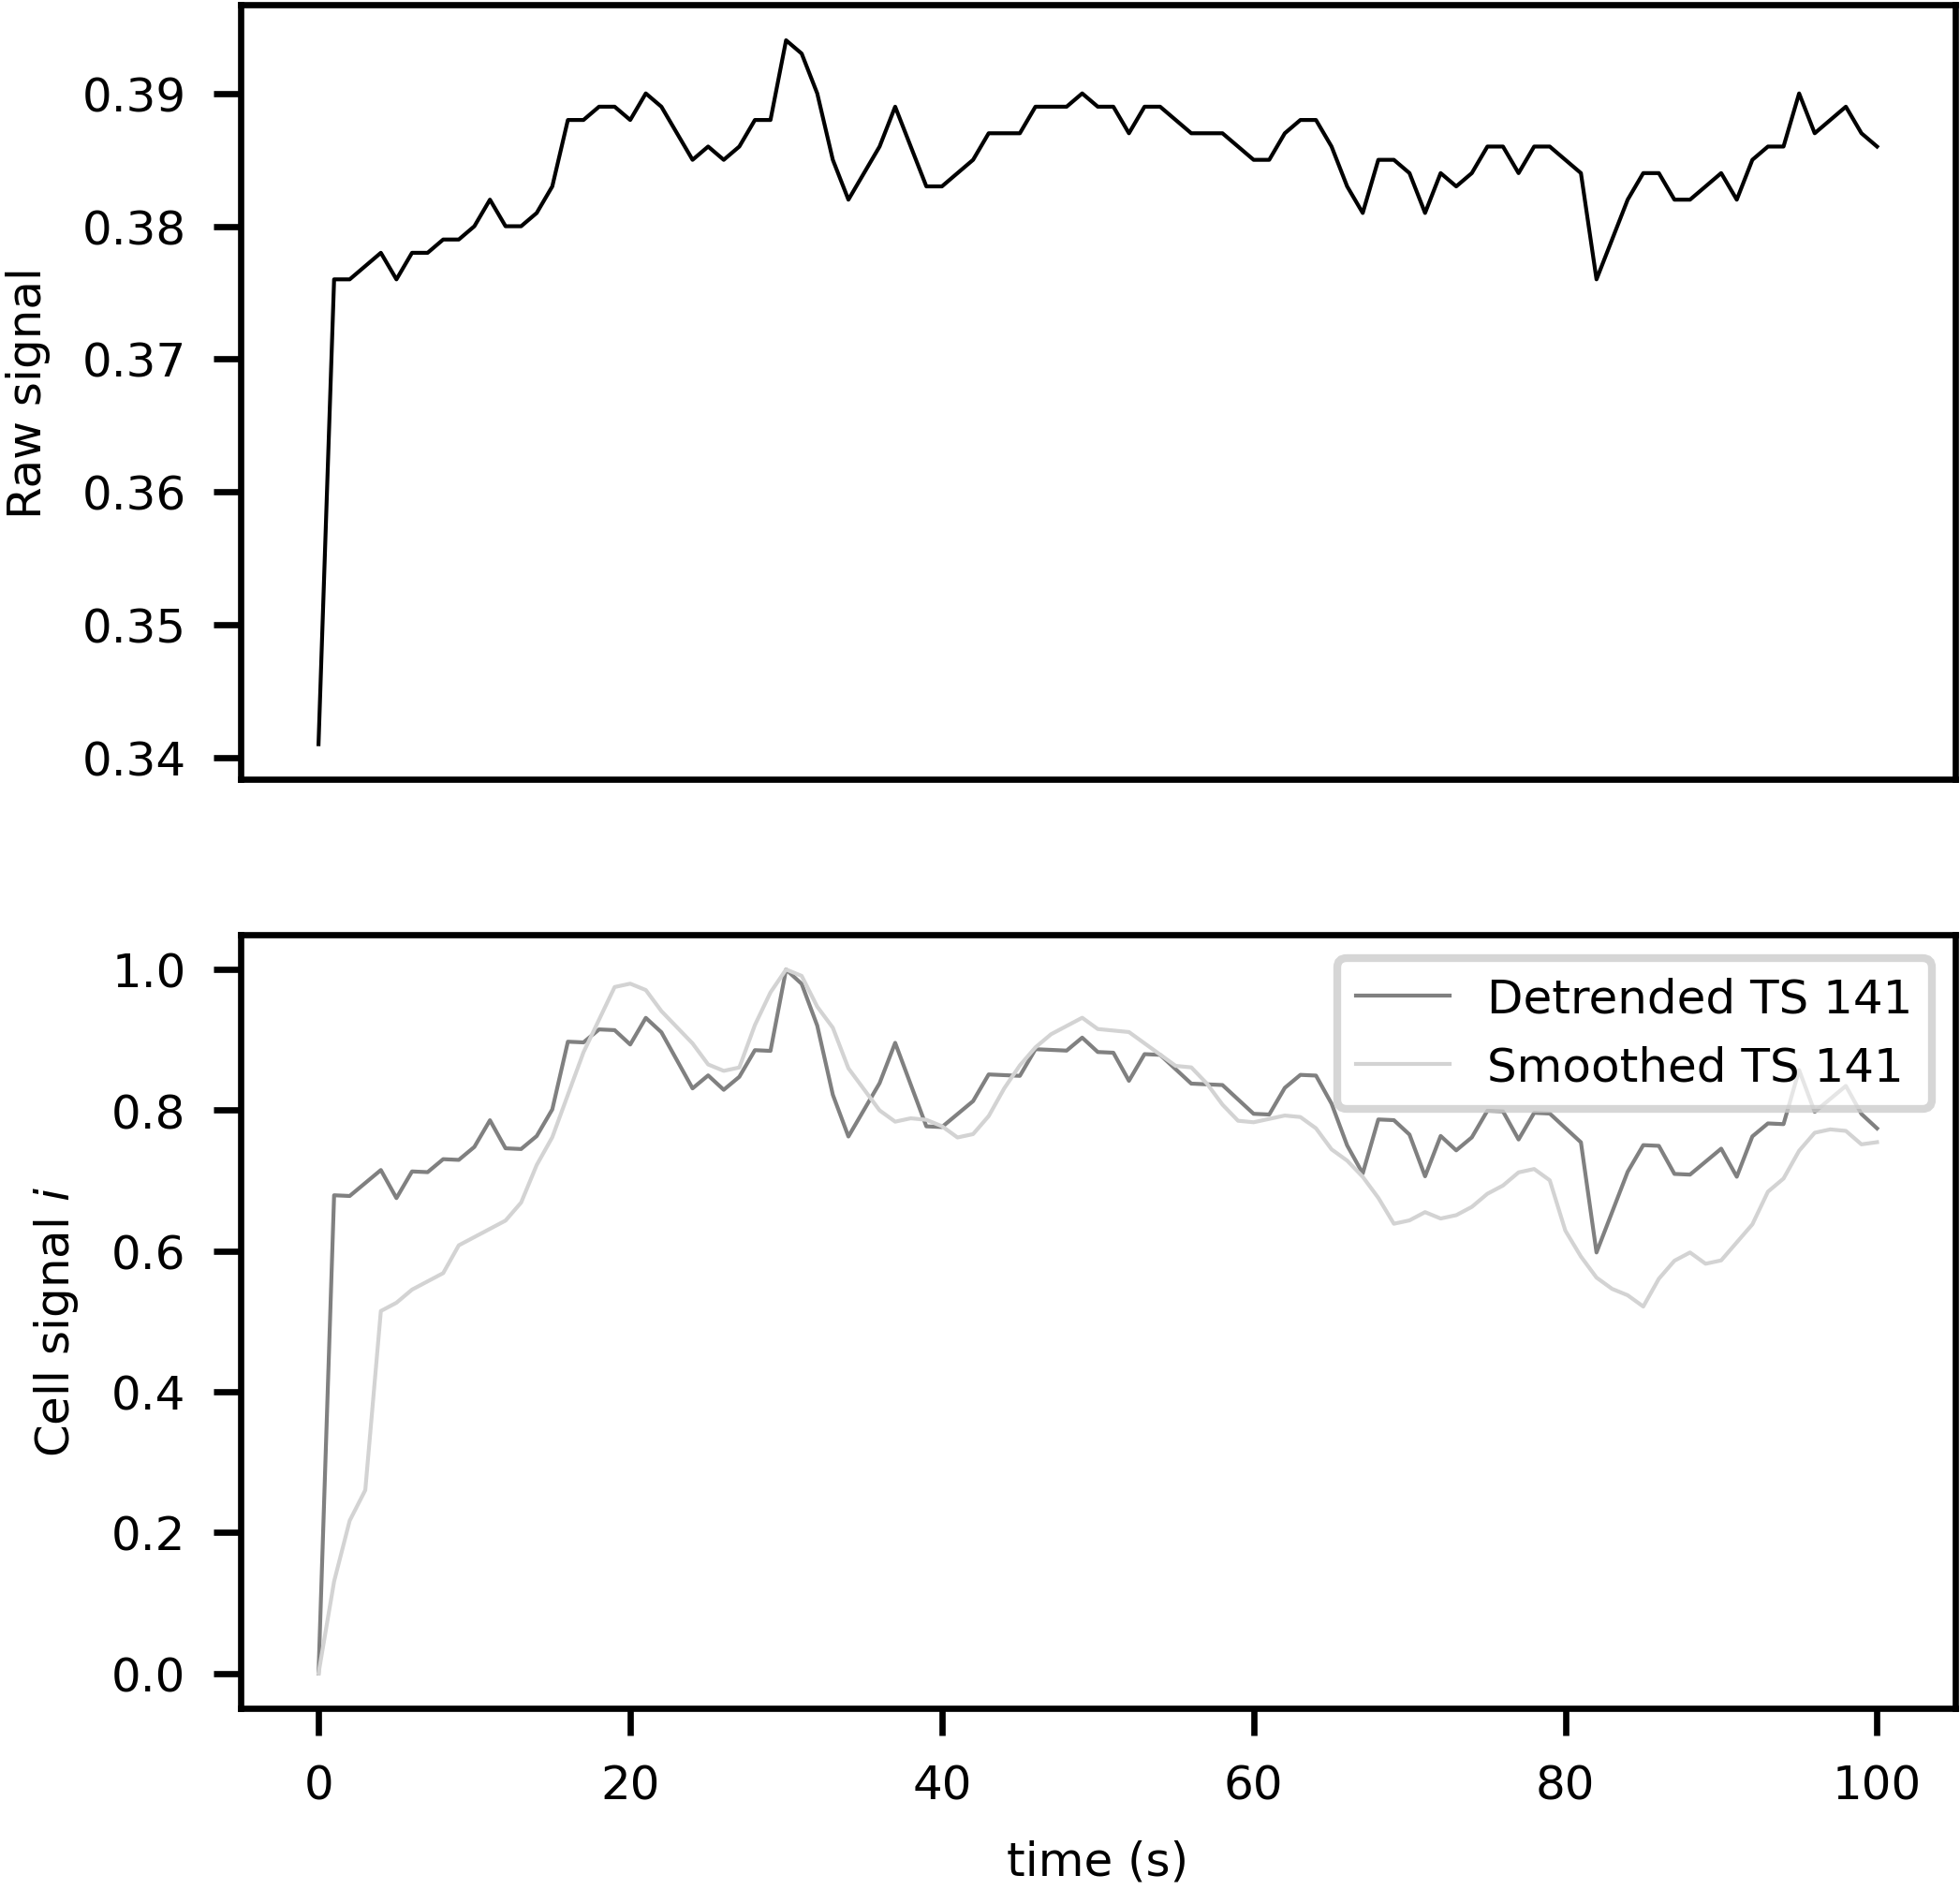 0.39
0.38
0.37
0.36
0.35
0.34
Raw signal
1.0
0.8
0.6
0.4
0.2
0.0
Cell signal i
Detrended TS 141
Smoothed TS 141
0 20 40 60 80 100
time (s)